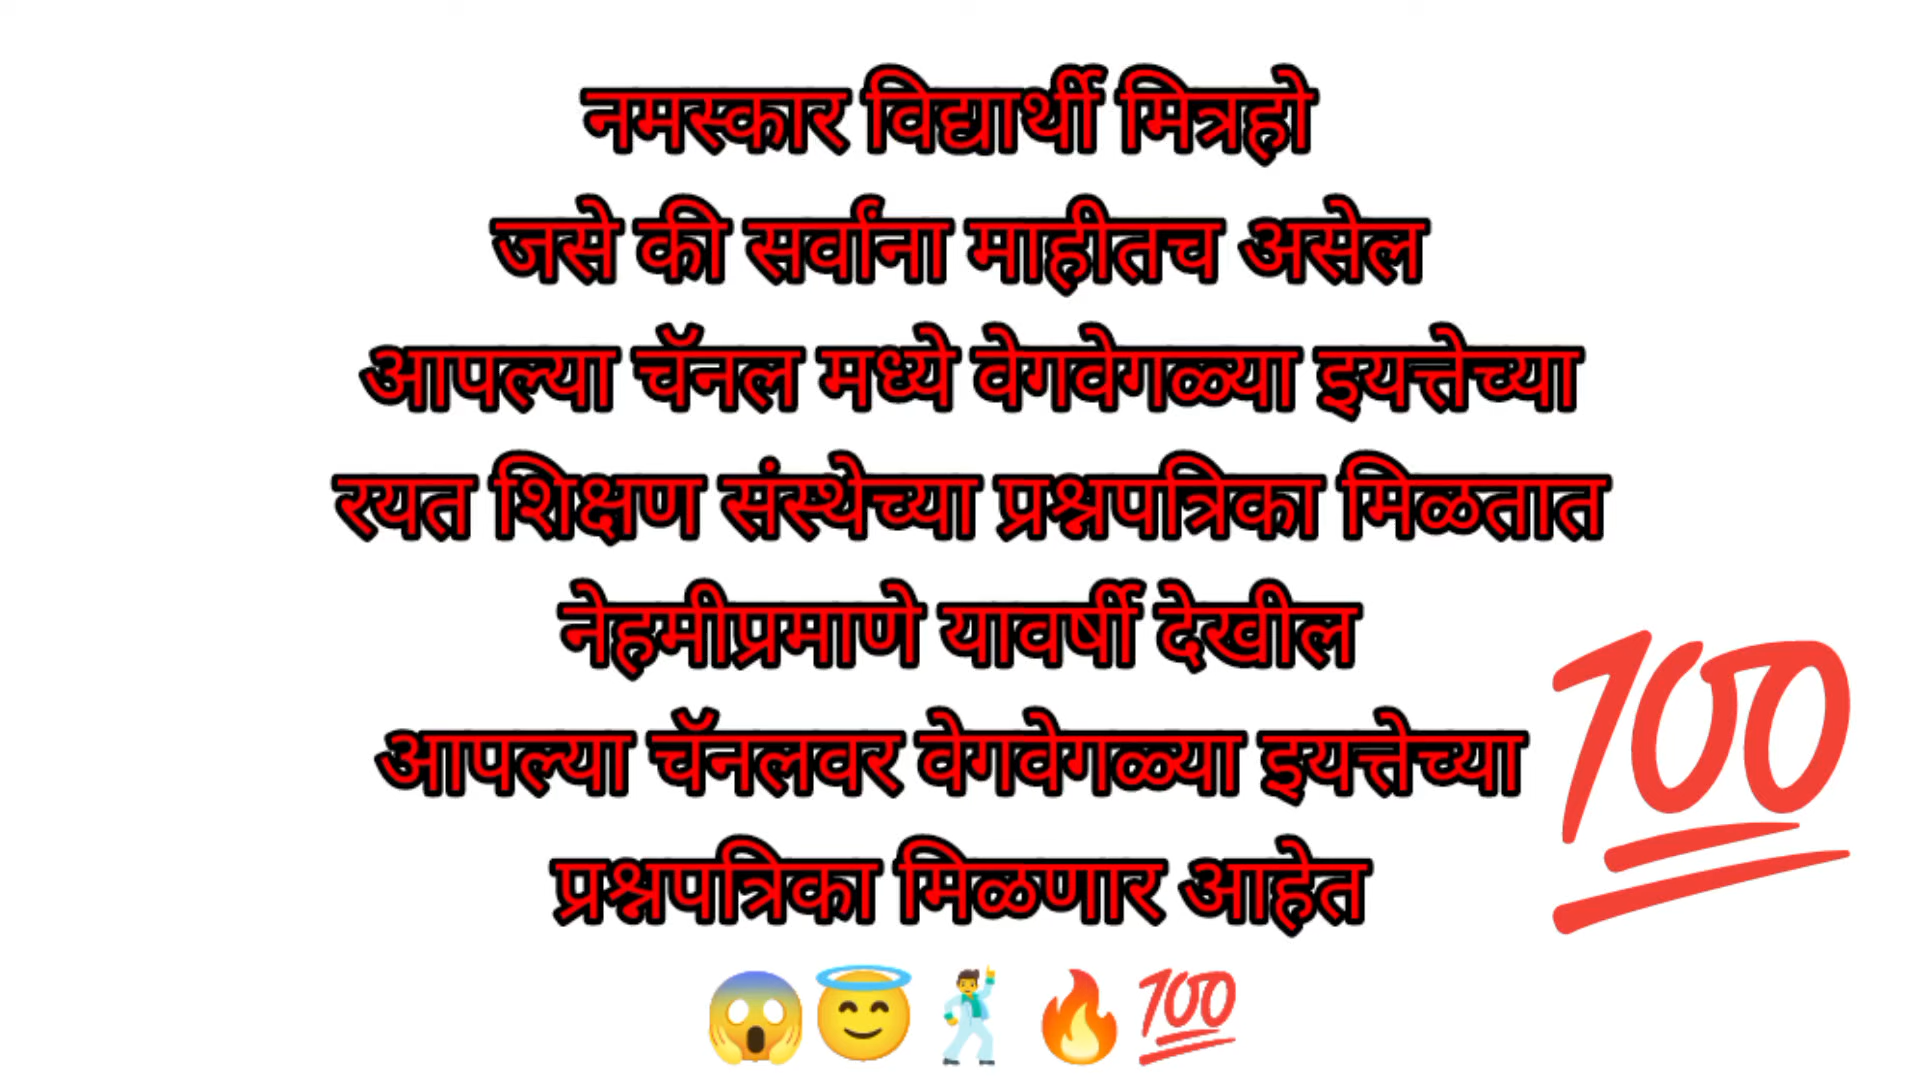 नमस्कार विद्यार्थी मित्रहो
जसे की सर्वांना माहीतच असेल
आपल्या चॅनल मध्ये वेगवेगळ्या इयत्तेच्या
रयत शिक्षण संस्थेच्या प्रश्नपत्रिका मिळतात
नेहमीप्रमाणे यावर्षी देखील
आपल्या चॅनलवर वेगवेगळ्या इयत्तेच्या
प्रश्नपत्रिका मिळणार आहेत
😱😇🕺🔥💯
💯